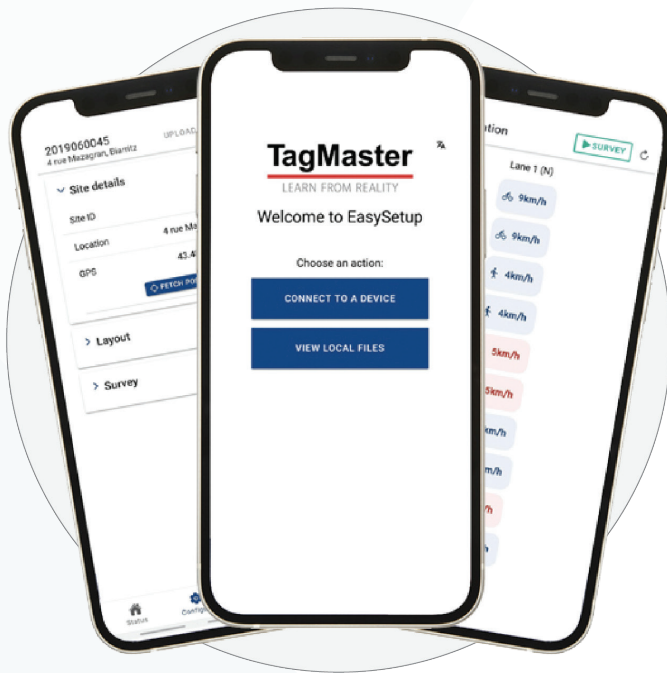 2019060045
4 rue Mazagran, Biarritz
UPLOAD
Site details
Site ID
Location
4 rue Ma
GPS
43.4
FETCH PO
Layout
Survey
Status
Config
TagMaster
LEARN FROM REALITY
Welcome to EasySetup
Choose an action:
CONNECT TO A DEVICE
VIEW LOCAL FILES
ation
SURVEY
Lane 1 (N)
9km/h
9km/h
4km/h
4km/h
5km/h
5km/h
km/h
m/h
/h